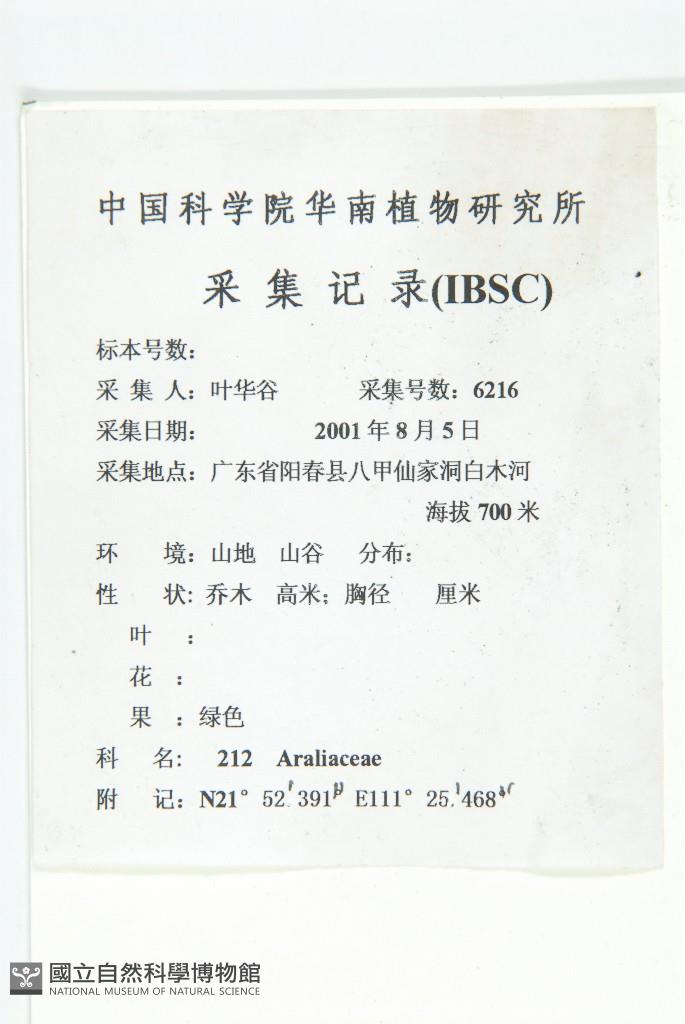 中国科学院华南植物研究所
采集记录(IBSC)
标本号数：
采集人：叶华谷 采集号数：6216
采集日期： 2001年8月5日
采集地点：广东省阳春县八甲仙家洞白木河
海拔700米
环 境：山地 山谷 分布：
性 状：乔木 高米；胸径 厘米
叶 ：
花 ：
果 ：绿色
科 名： 212 Araliaceae
附 记：N21° 52.′391″ E111° 25.′468″
國立自然科學博物館
NATIONAL MUSEUM OF NATURAL SCIENCE